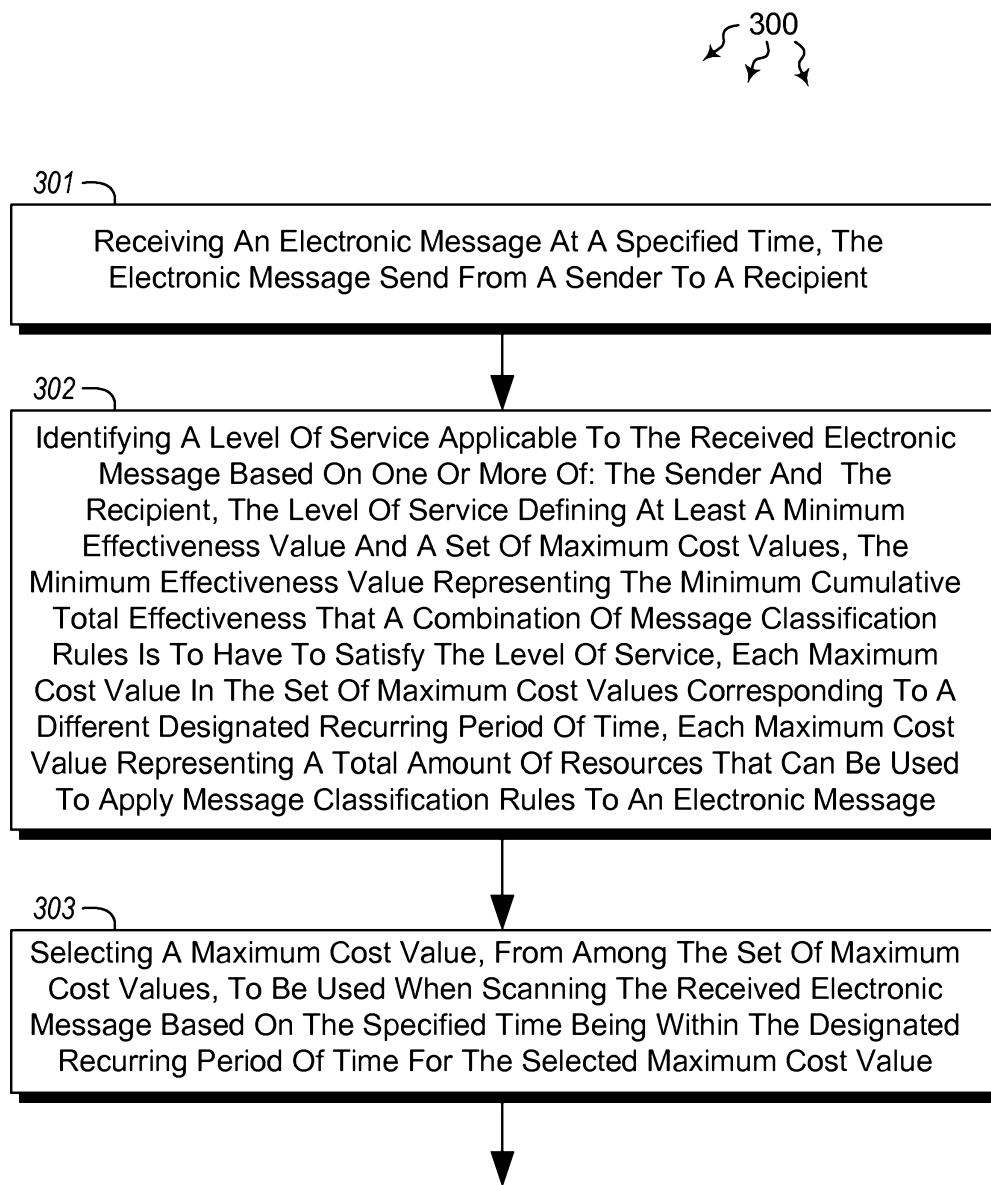 300
301
Receiving An Electronic Message At A Specified Time, The
Electronic Message Send From A Sender To A Recipient
302
Identifying A Level Of Service Applicable To The Received Electronic
Message Based On One Or More Of: The Sender And The
Recipient, The Level Of Service Defining At Least A Minimum
Effectiveness Value And A Set Of Maximum Cost Values, The
Minimum Effectiveness Value Representing The Minimum Cumulative
Total Effectiveness That A Combination Of Message Classification
Rules Is To Have To Satisfy The Level Of Service, Each Maximum
Cost Value In The Set Of Maximum Cost Values Corresponding To A
Different Designated Recurring Period Of Time, Each Maximum Cost
Value Representing A Total Amount Of Resources That Can Be Used
To Apply Message Classification Rules To An Electronic Message
303
Selecting A Maximum Cost Value, From Among The Set Of Maximum
Cost Values, To Be Used When Scanning The Received Electronic
Message Based On The Specified Time Being Within The Designated
Recurring Period Of Time For The Selected Maximum Cost Value